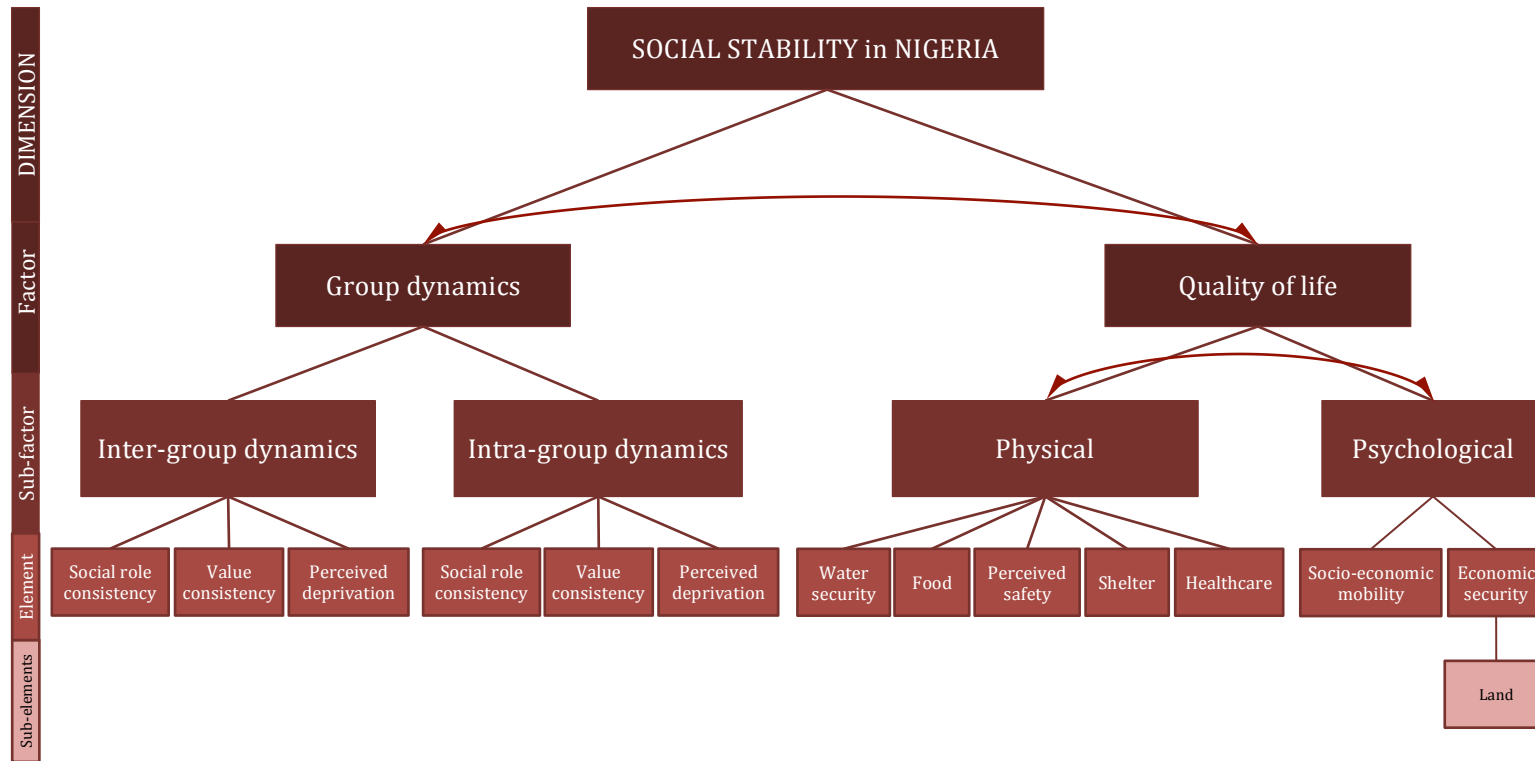 DIMENSION
SOCIAL STABILITY in NIGERIA
Factor
Group dynamics
Quality of life
Sub-factor
Inter-group dynamics
Intra-group dynamics
Physical
Psychological
Element
Social role
consistency
Value
consistency
Perceived
deprivation
Social role
consistency
Value
consistency
Perceived
deprivation
Water
security
Food
Perceived
safety
Shelter
Healthcare
Socio-economic
mobility
Economic
security
Sub-elements
Land